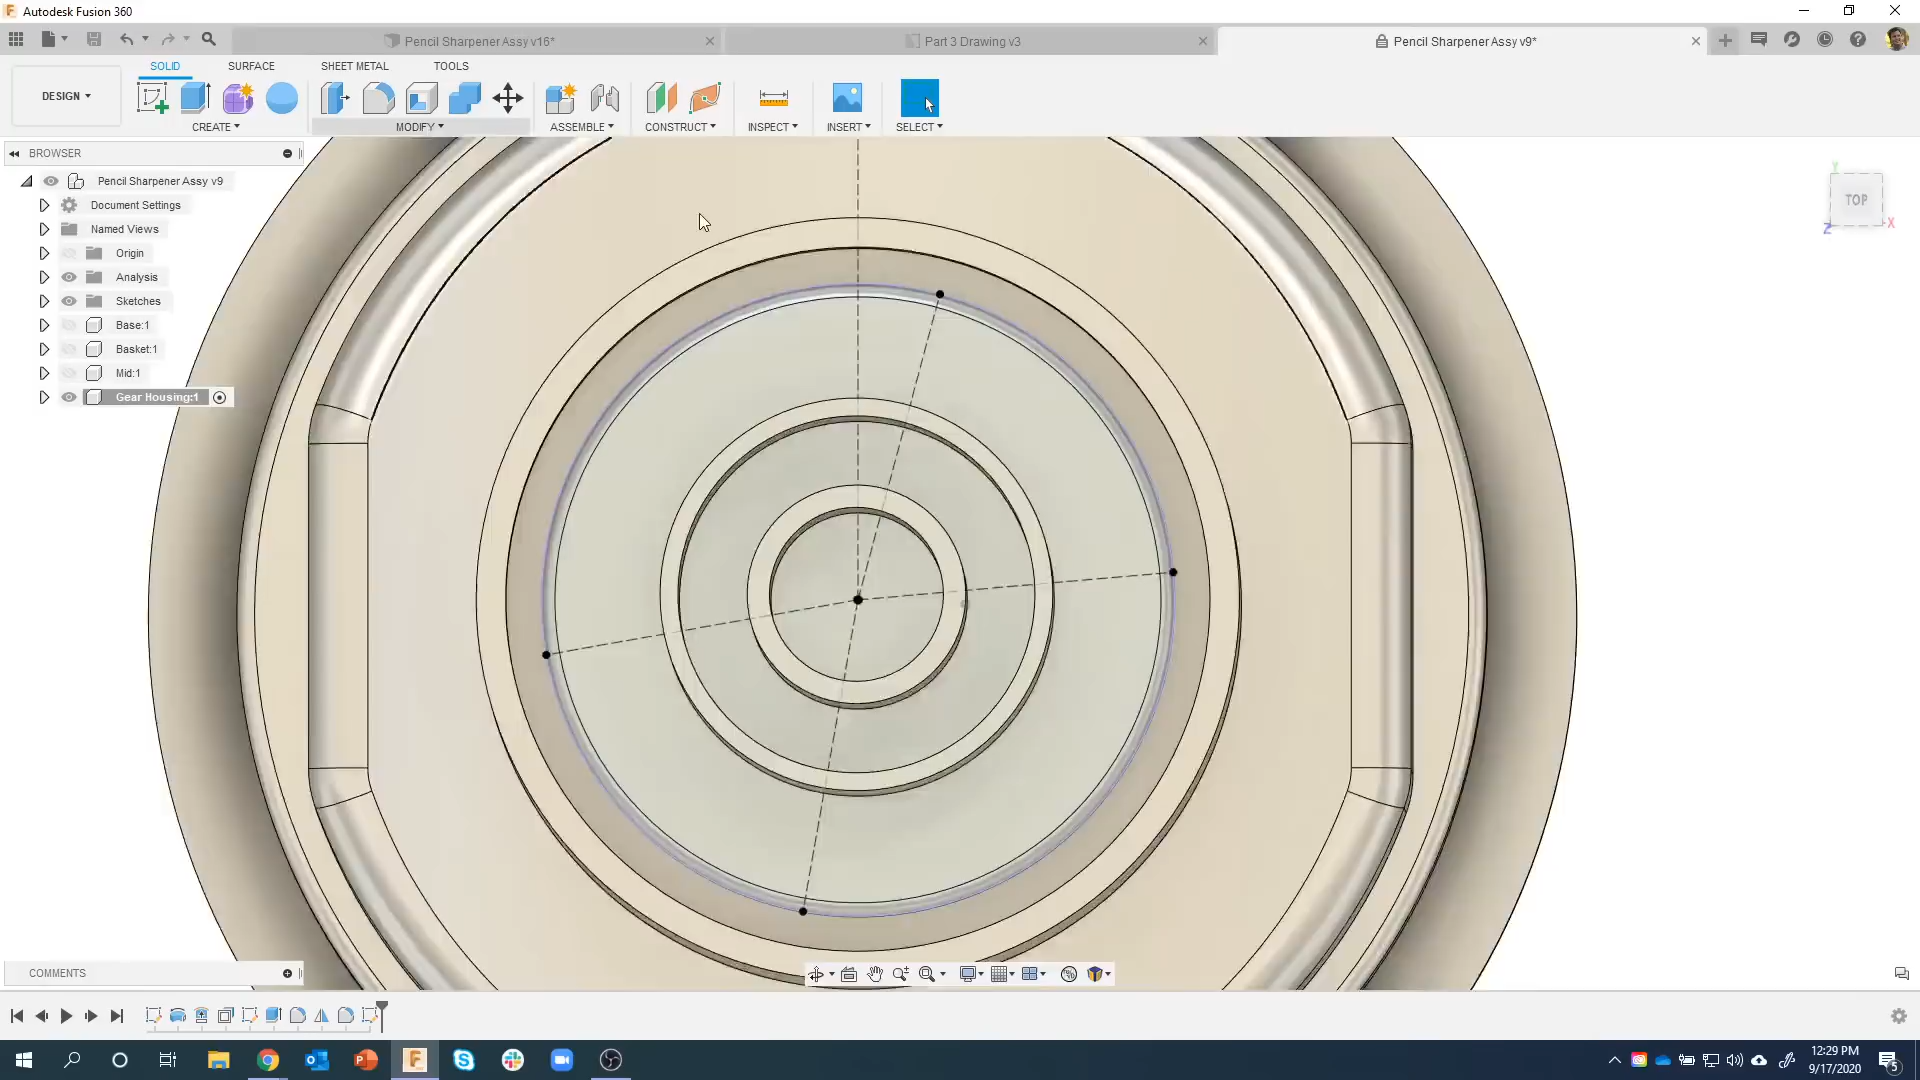 Autodesk Fusion 360
Pencil Sharpener Assy v16*
Part 3 Drawing v3
Pencil Sharpener Assy v9*
DESIGN
SOLID
SURFACE
SHEET METAL
TOOLS
CREATE
MODIFY
ASSEMBLE
CONSTRUCT
INSPECT
INSERT
SELECT
BROWSER
Pencil Sharpener Assy v9
Document Settings
Named Views
Origin
Analysis
Sketches
Base:1
Basket:1
Mid:1
Gear Housing:1
Y
TOP
X
Z
COMMENTS
12:29 PM
9/17/2020
5